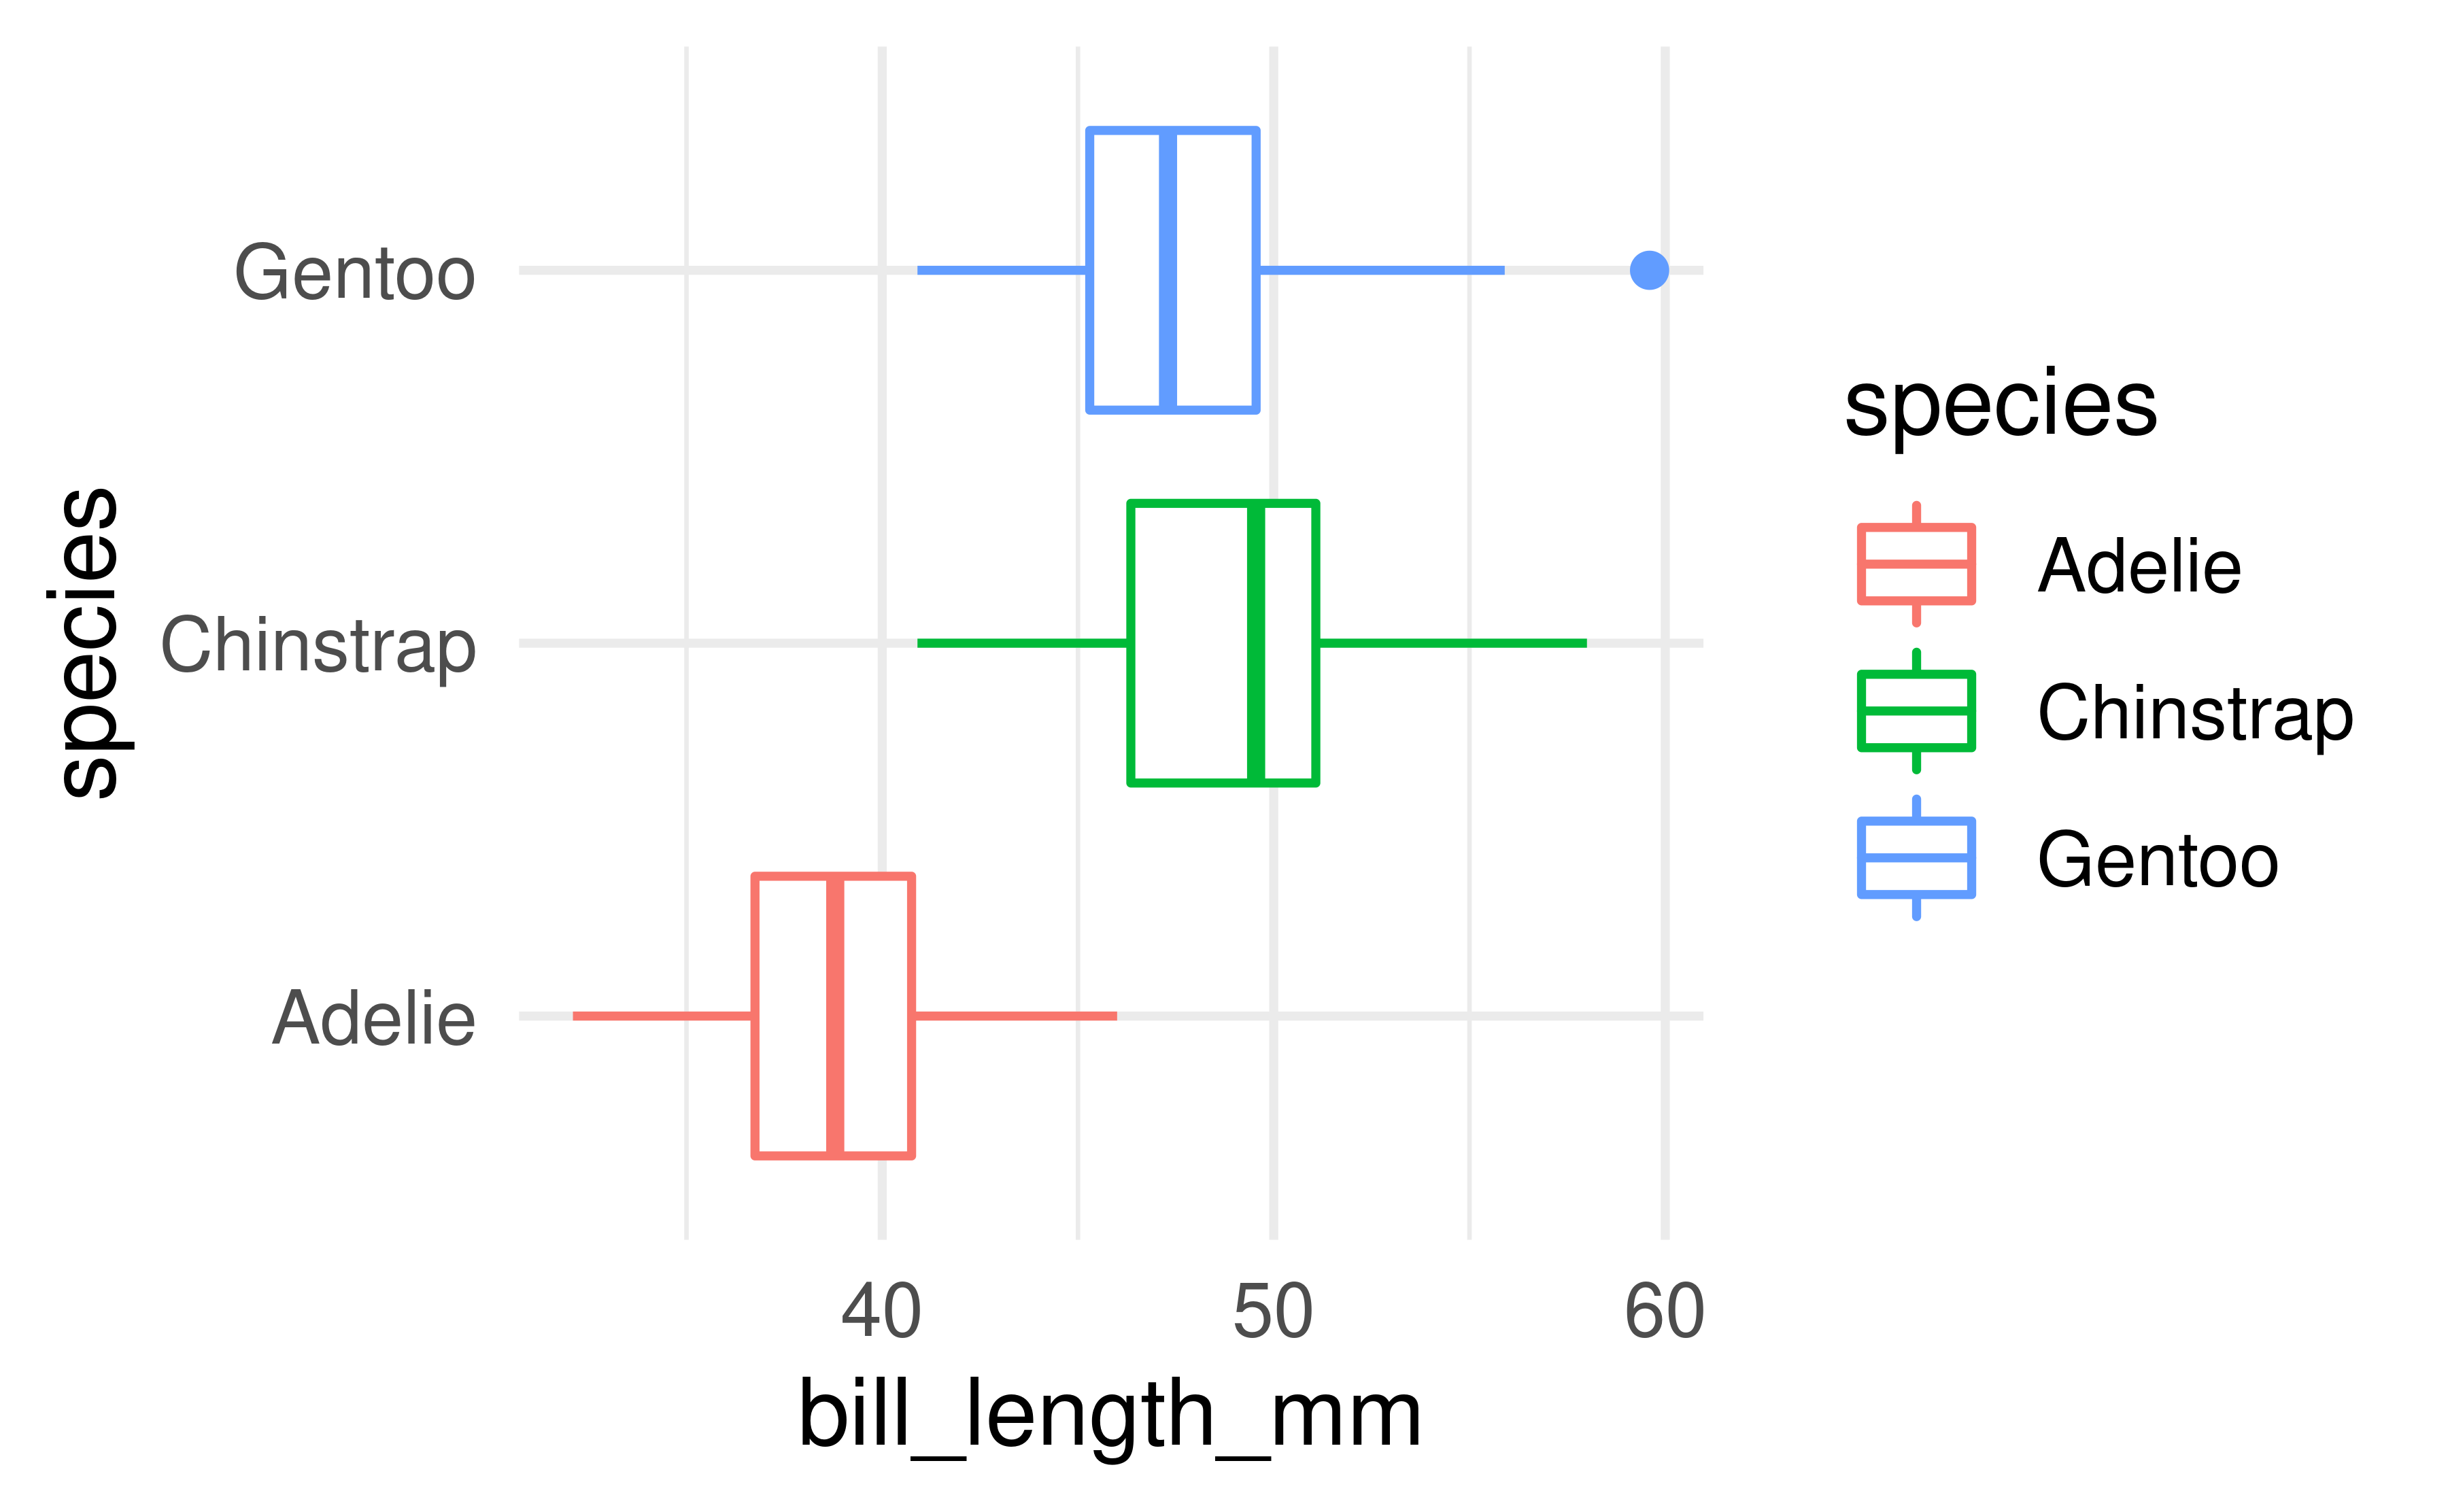 species
Gentoo
Chinstrap
Adelie
40 50 60
bill_length_mm
species
Adelie
Chinstrap
Gentoo